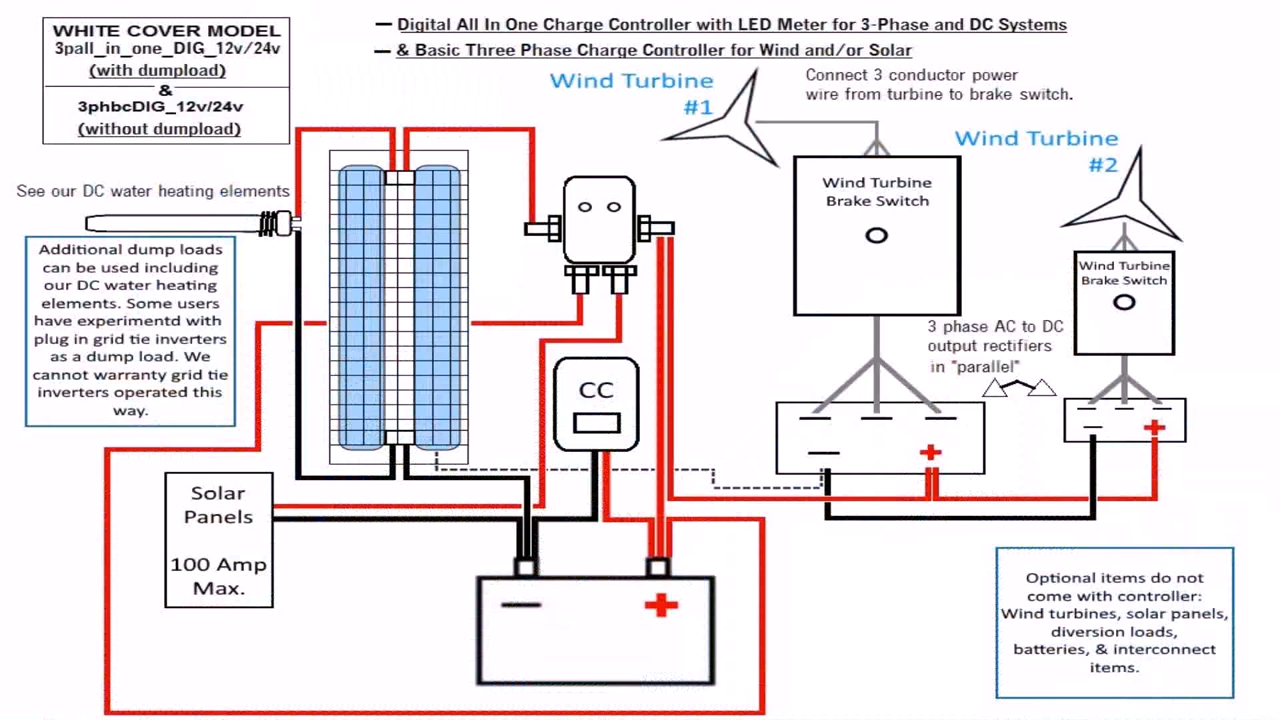 WHITE COVER MODEL
3pall_in_one_DIG_12v/24v
(with dumpload)
&
3phbcDIG_12v/24v
(without dumpload)
— Digital All In One Charge Controller with LED Meter for 3-Phase and DC Systems
— & Basic Three Phase Charge Controller for Wind and/or Solar
Wind Turbine
#1
Connect 3 conductor power
wire from turbine to brake switch.
Wind Turbine
#2
See our DC water heating elements
Additional dump loads
can be used including
our DC water heating
elements. Some users
have experimentd with
plug in grid tie inverters
as a dump load. We
cannot warranty grid tie
inverters operated this
way.
Wind Turbine
Brake Switch
Wind Turbine
Brake Switch
3 phase AC to DC
output rectifiers
in "parallel"
CC
— +
— +
Solar
Panels
100 Amp
Max.
— +
Optional items do not
come with controller:
Wind turbines, solar panels,
diversion loads,
batteries, & interconnect
items.